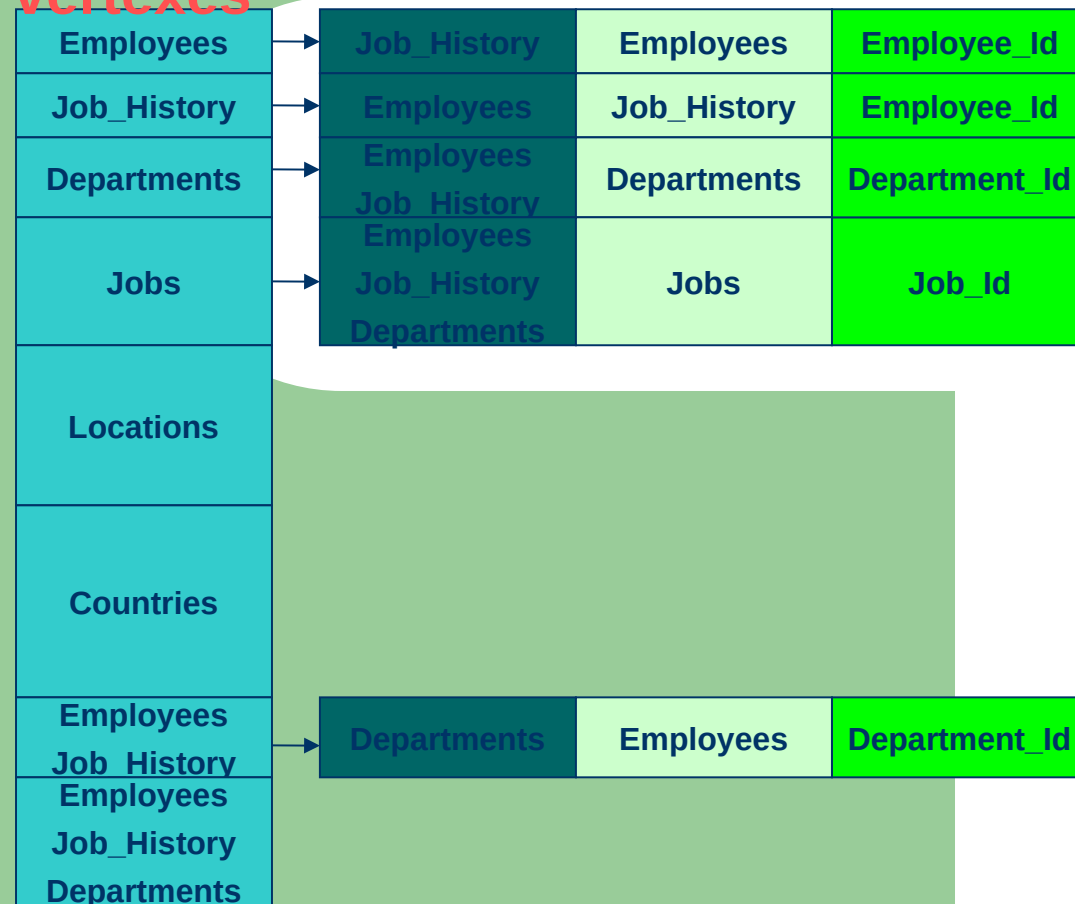 Employees Job_History Employees Employee_Id
Job_History Employees Job_History Employee_Id
Departments Employees
Job_History Departments Department_Id
Jobs Employees
Job_History
Departments Jobs Job_Id
Locations
Countries
Employees
Job_History Departments Employees Department_Id
Employees
Job_History
Departments